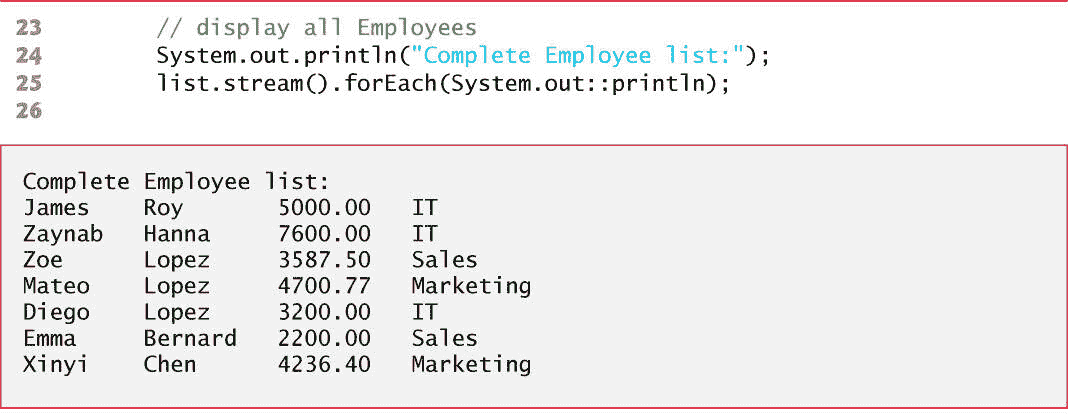 23 // display all Employees
24 System.out.println("Complete Employee list:");
25 list.stream().forEach(System.out::println);
26
Complete Employee list:
James Roy 5000.00 IT
Zaynab Hanna 7600.00 IT
Zoe Lopez 3587.50 Sales
Mateo Lopez 4700.77 Marketing
Diego Lopez 3200.00 IT
Emma Bernard 2200.00 Sales
Xinyi Chen 4236.40 Marketing